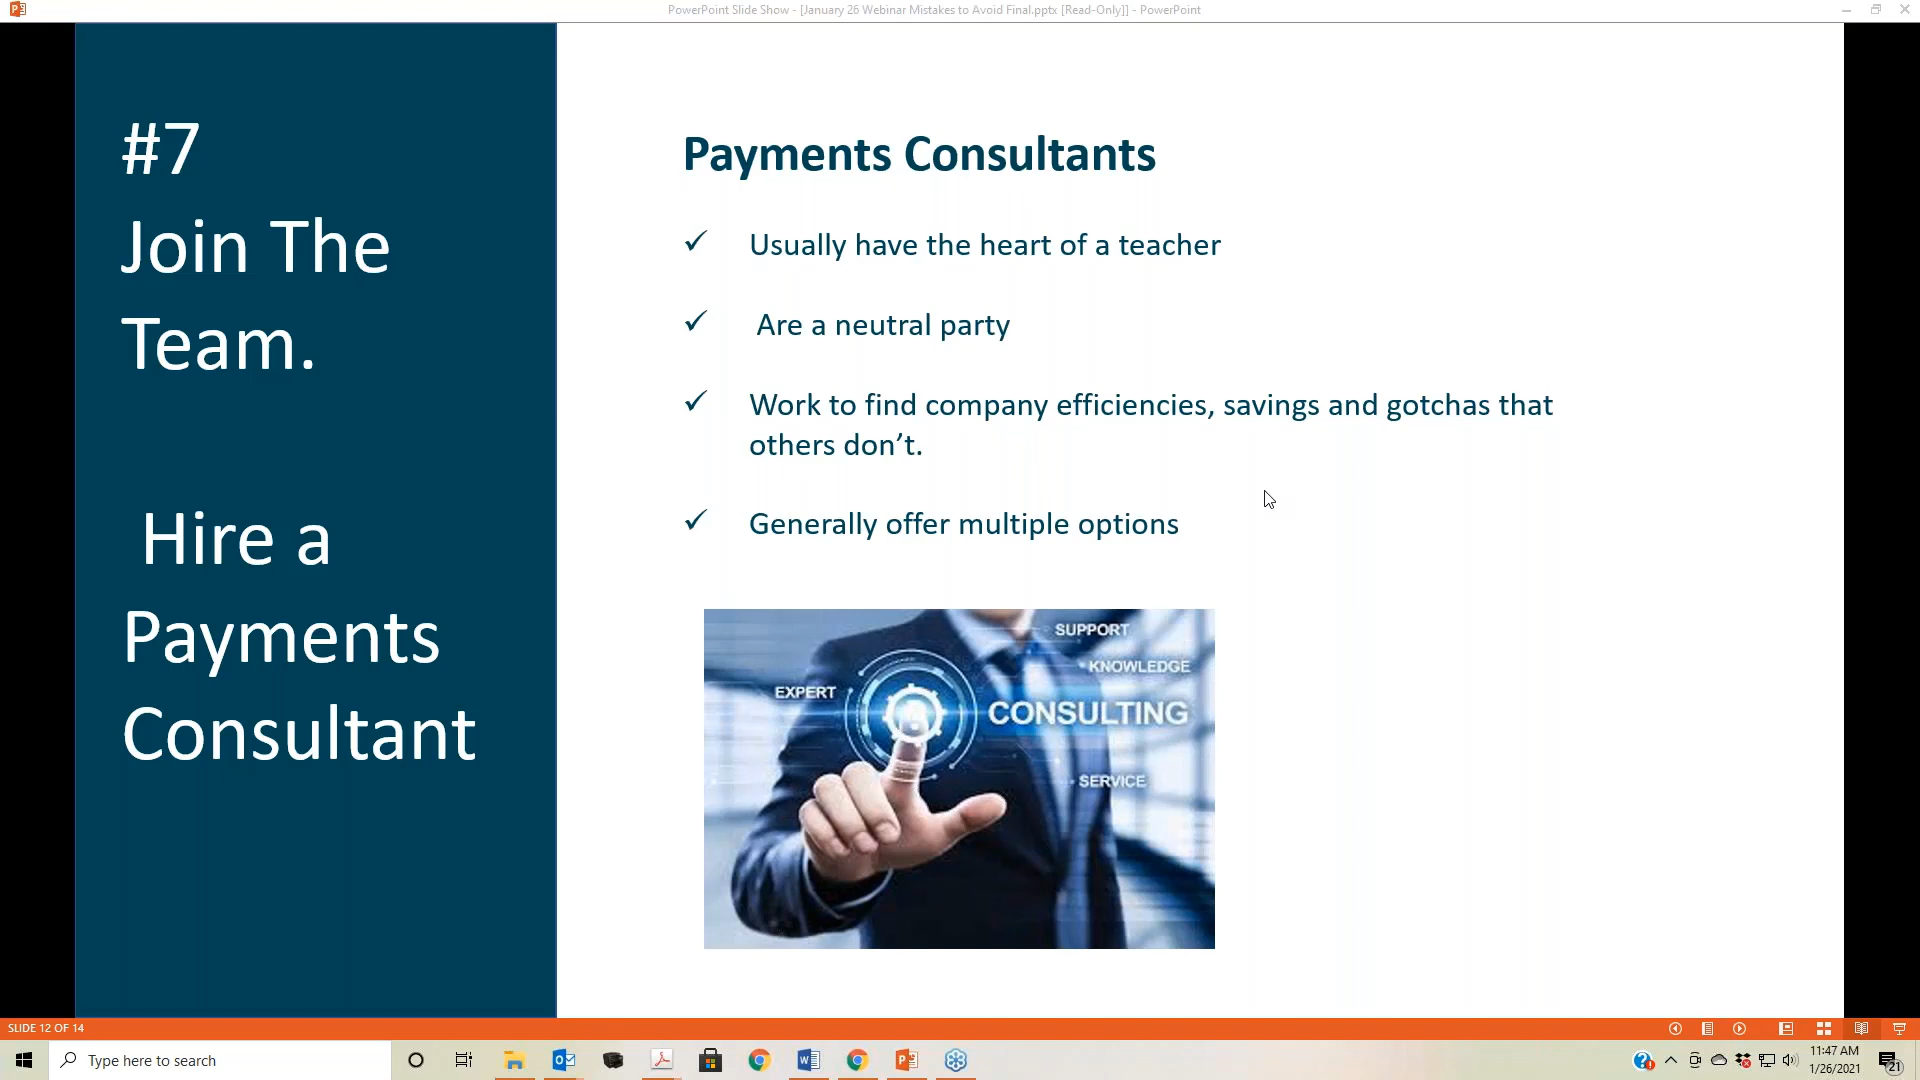 PowerPoint Slide Show - [January 26 Webinar Mistakes to Avoid Final.pptx [Read-Only]] - PowerPoint
#7
Join The
Team.
Hire a
Payments
Consultant
Payments Consultants
✓ Usually have the heart of a teacher
✓ Are a neutral party
✓ Work to find company efficiencies, savings and gotchas that
others don’t.
✓ Generally offer multiple options
SUPPORT
KNOWLEDGE
EXPERT
CONSULTING
SERVICE
SLIDE 12 OF 14
Type here to search
11:47 AM
1/26/2021
21